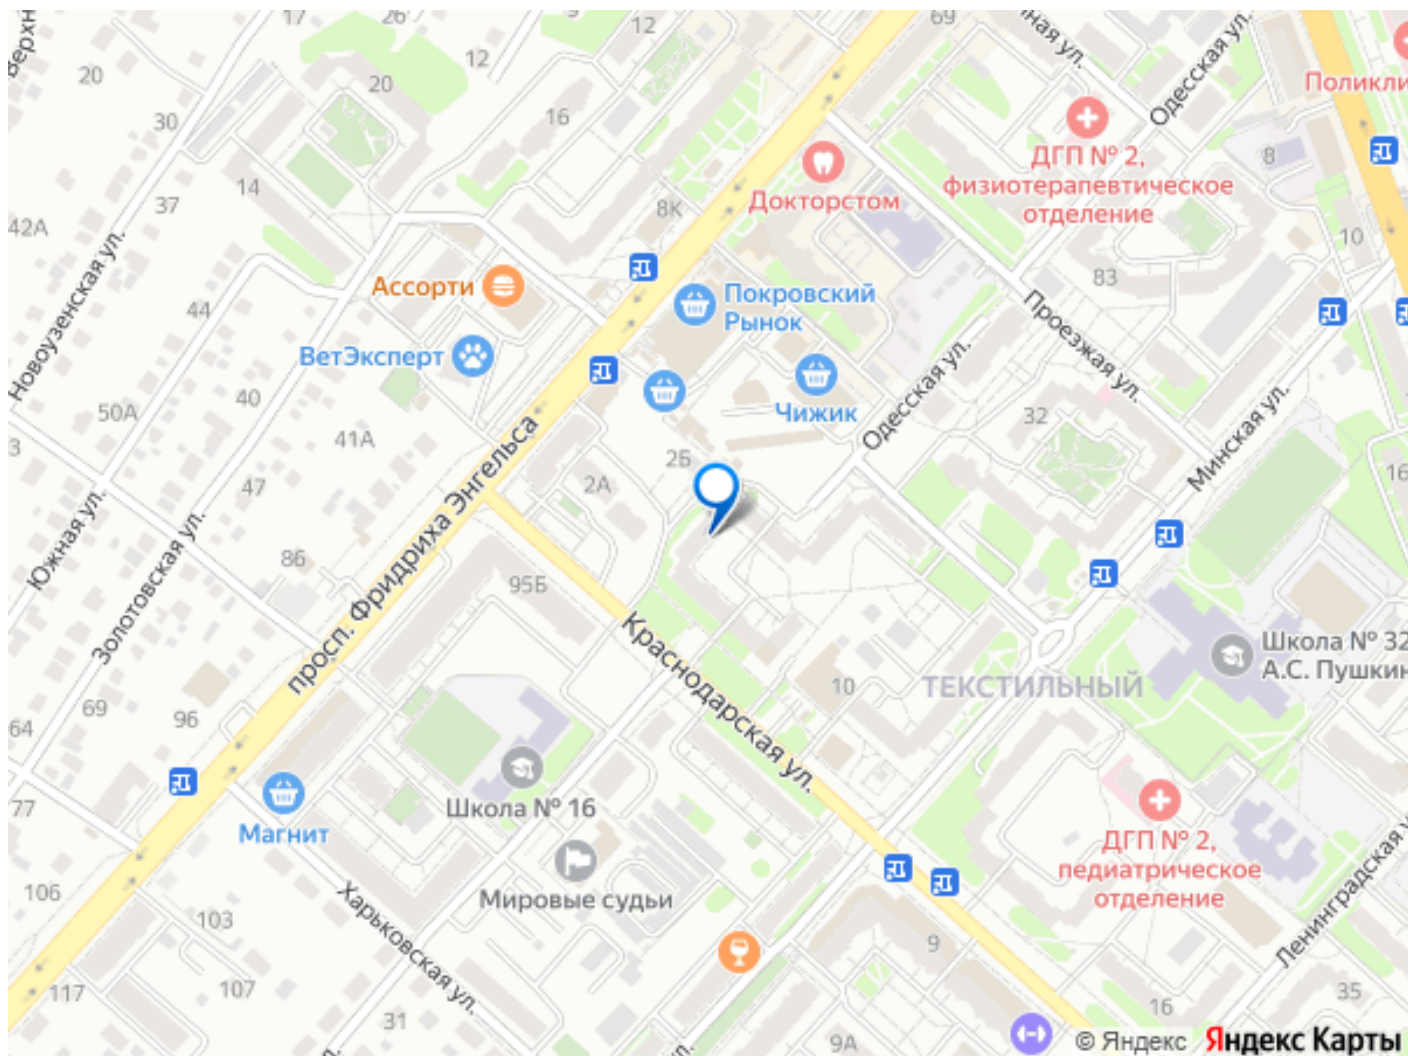 17
26
9
12
69
Одесская ул.
20
20
12
30
16
Поликли
ДГП № 2,
физиотерапевтическое
отделение
8
Докторстом
14
37
8К
42А
10
Новоузенская ул.
Ассорти
Покровский
Рынок
83
44
Проезжая ул.
ВетЭксперт
Одесская ул.
Чижик
Минская ул.
40
50А
32
41А
3
просп. Фридриха Энгельса
2Б
16
47
2А
Южная ул.
Золотовская ул.
86
95Б
Краснодарская ул.
Школа № 32
А.С. Пушкин
ТЕКСТИЛЬНЫЙ
10
69
96
64
77
Школа № 16
Магнит
ДГП № 2,
педиатрическое
отделение
Мировые судьи
Ленинградская у
106
103
Харьковская ул.
9
117
107
35
16
31
9А
© Яндекс Яндекс Карты